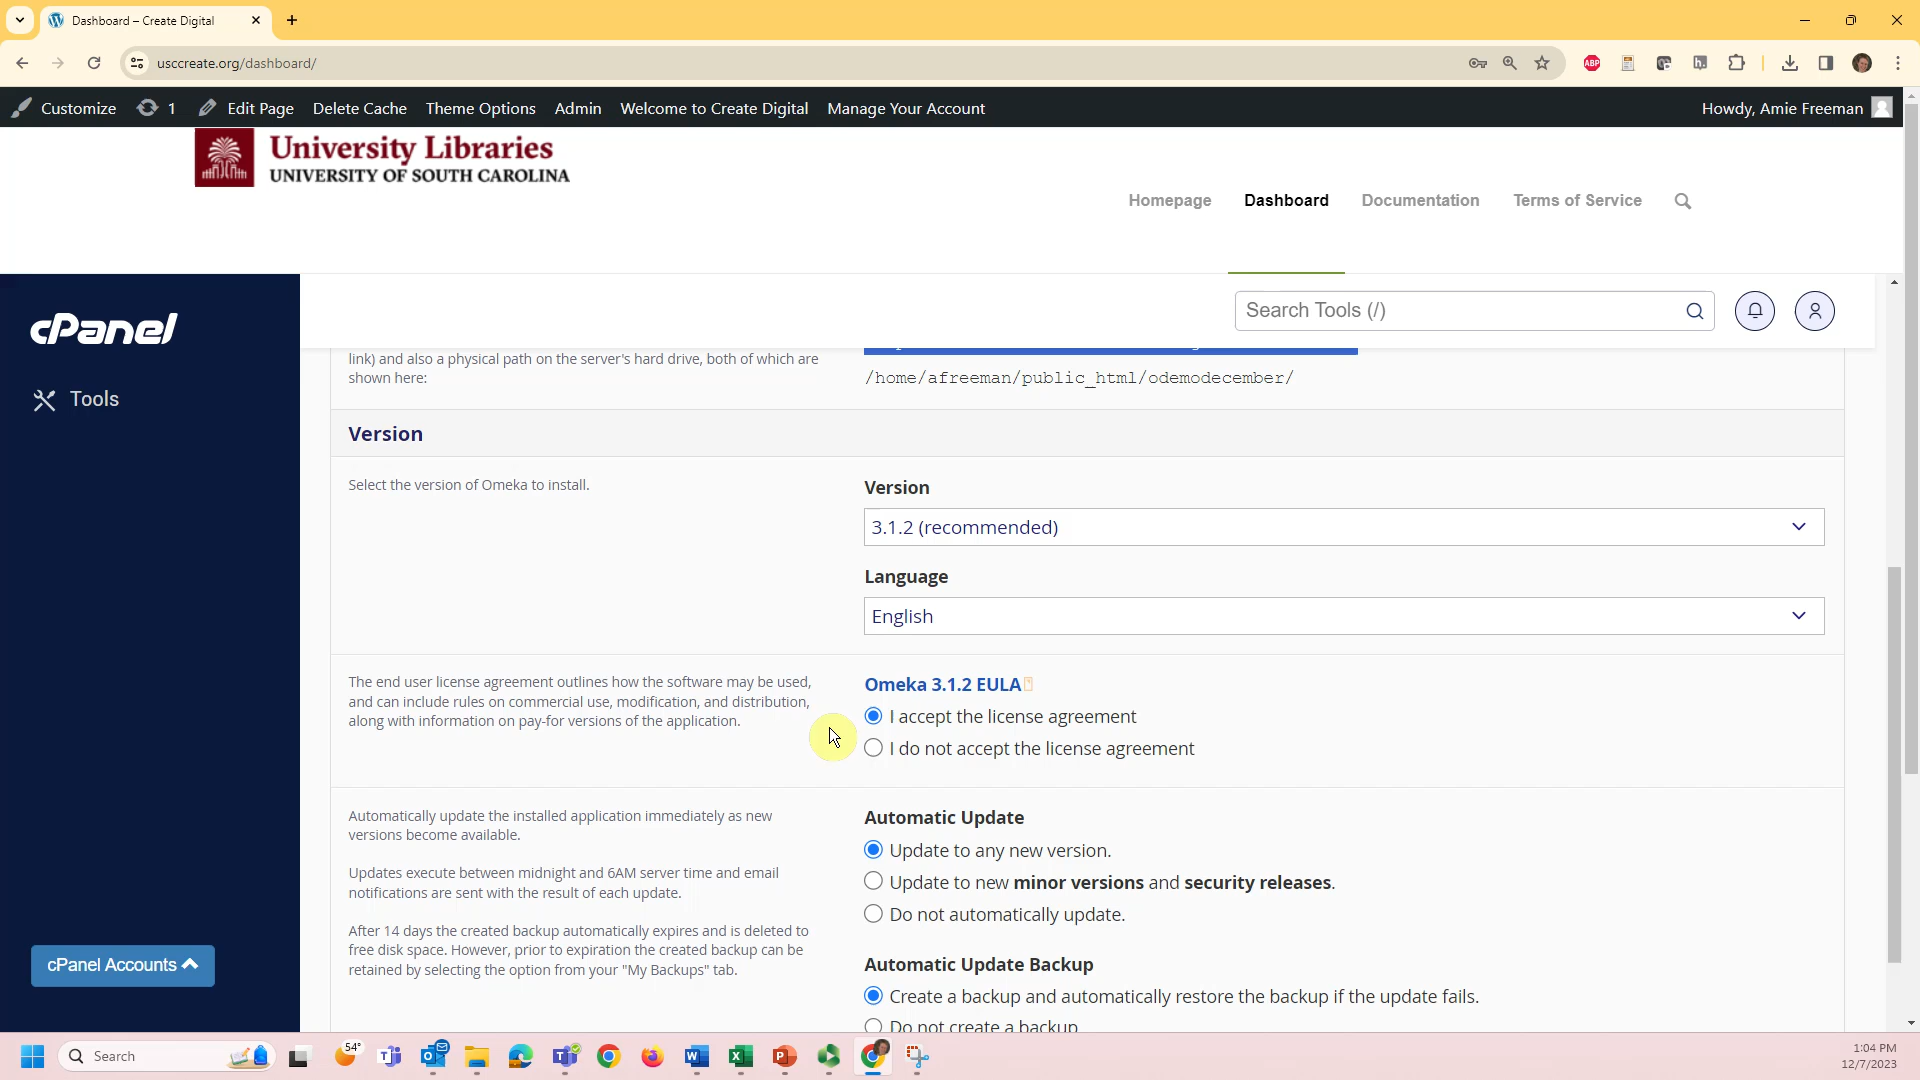 Dashboard – Create Digital
usccreate.org/dashboard/
ABP
h.
Customize 1 Edit Page Delete Cache Theme Options Admin Welcome to Create Digital Manage Your Account Howdy, Amie Freeman
University Libraries
UNIVERSITY OF SOUTH CAROLINA
Homepage Dashboard Documentation Terms of Service
cPanel
Search Tools (/)
Tools
link) and also a physical path on the server's hard drive, both of which are
shown here:
/home/afreeman/public_html/odemodecember/
Version
Select the version of Omeka to install.
Version
3.1.2 (recommended)
Language
English
The end user license agreement outlines how the software may be used,
and can include rules on commercial use, modification, and distribution,
along with information on pay-for versions of the application.
Omeka 3.1.2 EULA
I accept the license agreement
I do not accept the license agreement
Automatically update the installed application immediately as new
versions become available.
Updates execute between midnight and 6AM server time and email
notifications are sent with the result of each update.
After 14 days the created backup automatically expires and is deleted to
free disk space. However, prior to expiration the created backup can be
retained by selecting the option from your "My Backups" tab.
Automatic Update
Update to any new version.
Update to new minor versions and security releases.
Do not automatically update.
Automatic Update Backup
Create a backup and automatically restore the backup if the update fails.
Do not create a backup
cPanel Accounts
Search
54°
1:04 PM
12/7/2023